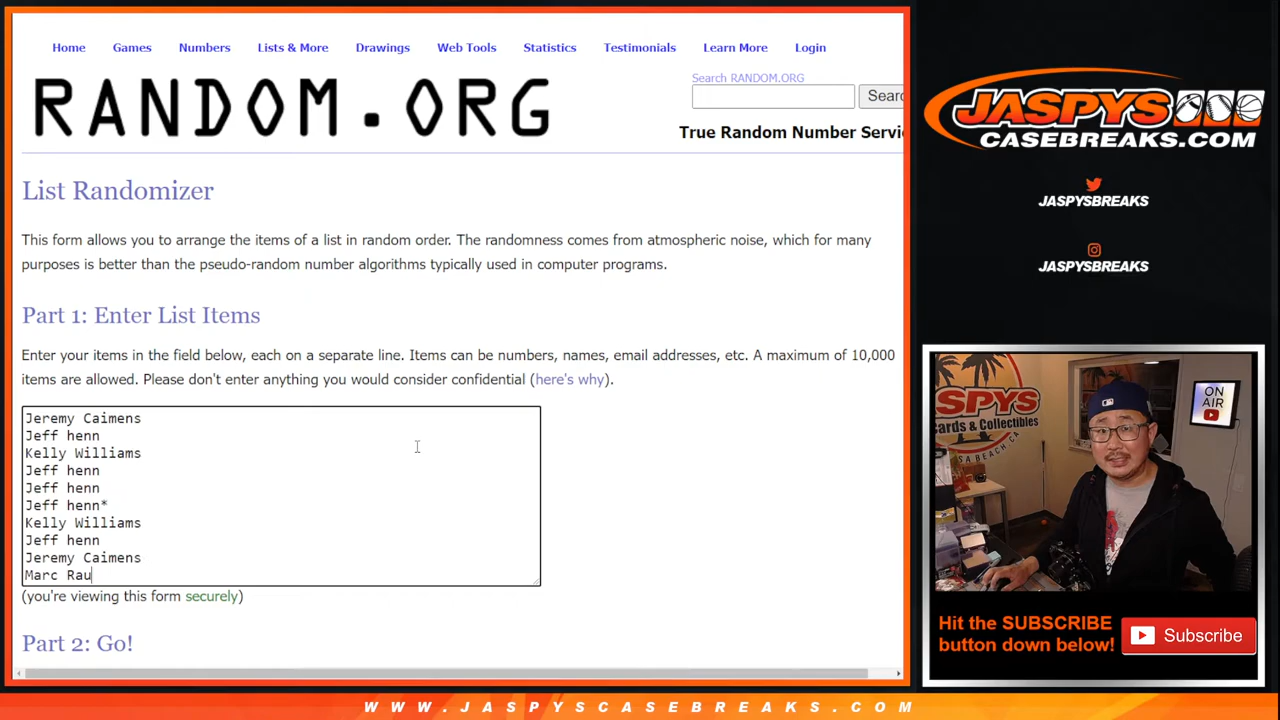 Home Games Numbers Lists & More Drawings Web Tools Statistics Testimonials Learn More Login
RANDOM.ORG
Search RANDOM.ORG
Searc
True Random Number Servi
List Randomizer
This form allows you to arrange the items of a list in random order. The randomness comes from atmospheric noise, which for many
purposes is better than the pseudo-random number algorithms typically used in computer programs.
Part 1: Enter List Items
Enter your items in the field below, each on a separate line. Items can be numbers, names, email addresses, etc. A maximum of 10,000
items are allowed. Please don't enter anything you would consider confidential (here's why).
Jeremy Caimens
Jeff henn
Kelly Williams
Jeff henn
Jeff henn
Jeff henn*
Kelly Williams
Jeff henn
Jeremy Caimens
Marc Rau
(you're viewing this form securely)
Part 2: Go!
JASPYS
CASEBREAKS.COM
JASPYSBREAKS
JASPYSBREAKS
JASPYS
Cards & Collectibles
SA BEACH, CA
ON
AIR
Hit the SUBSCRIBE
button down below!
Subscribe
WWW.JASPYSCASEBREAKS.COM